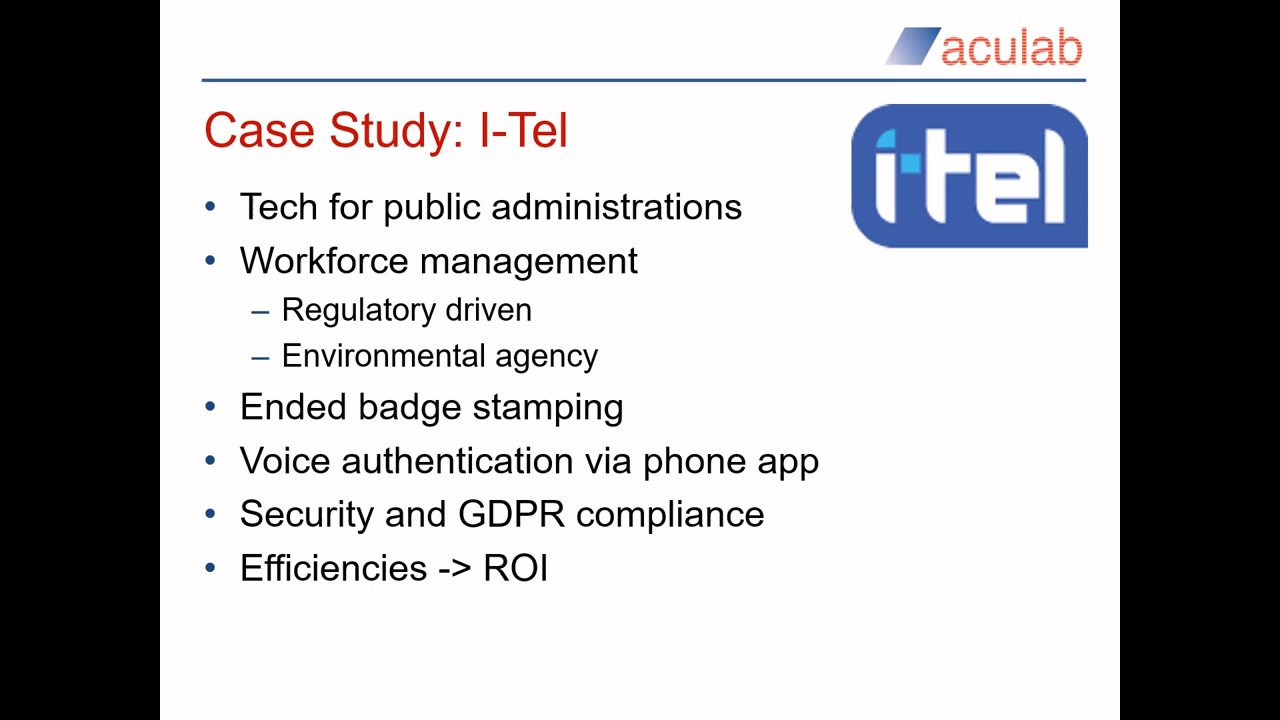 aculab
Case Study: I-Tel
i-tel
• Tech for public administrations
• Workforce management
– Regulatory driven
– Environmental agency
• Ended badge stamping
• Voice authentication via phone app
• Security and GDPR compliance
• Efficiencies -> ROI